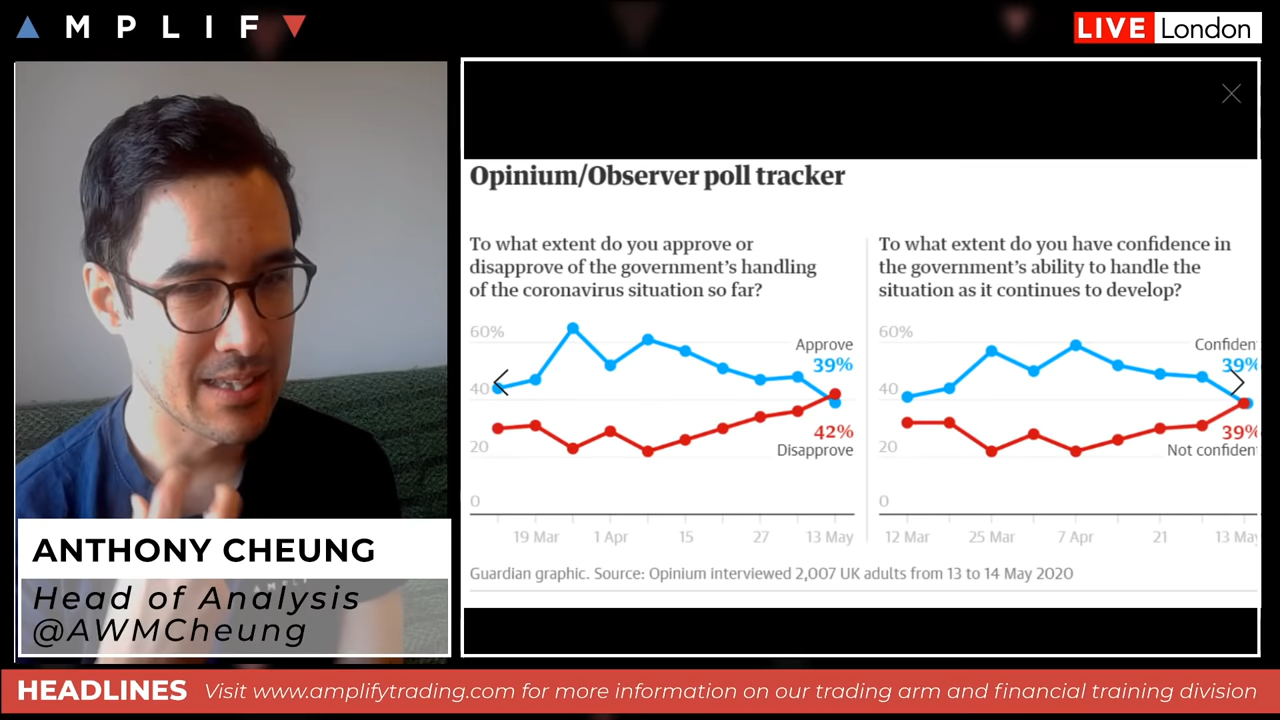 AMPLIFY
LIVE London
Opinium/Observer poll tracker
To what extent do you approve or
disapprove of the government's handling
of the coronavirus situation so far?
60%
40
20
0
Approve
39%
42%
Disapprove
19 Mar 1 Apr 15 27 13 May
To what extent do you have confidence in
the government's ability to handle the
situation as it continues to develop?
60%
40
20
0
Confiden
39%
39%
Not confiden
12 Mar 25 Mar 7 Apr 21 13 May
Guardian graphic. Source: Opinium interviewed 2,007 UK adults from 13 to 14 May 2020
ANTHONY CHEUNG
Head of Analysis
@AWMCheung
HEADLINES Visit www.amplifytrading.com for more information on our trading arm and financial training division